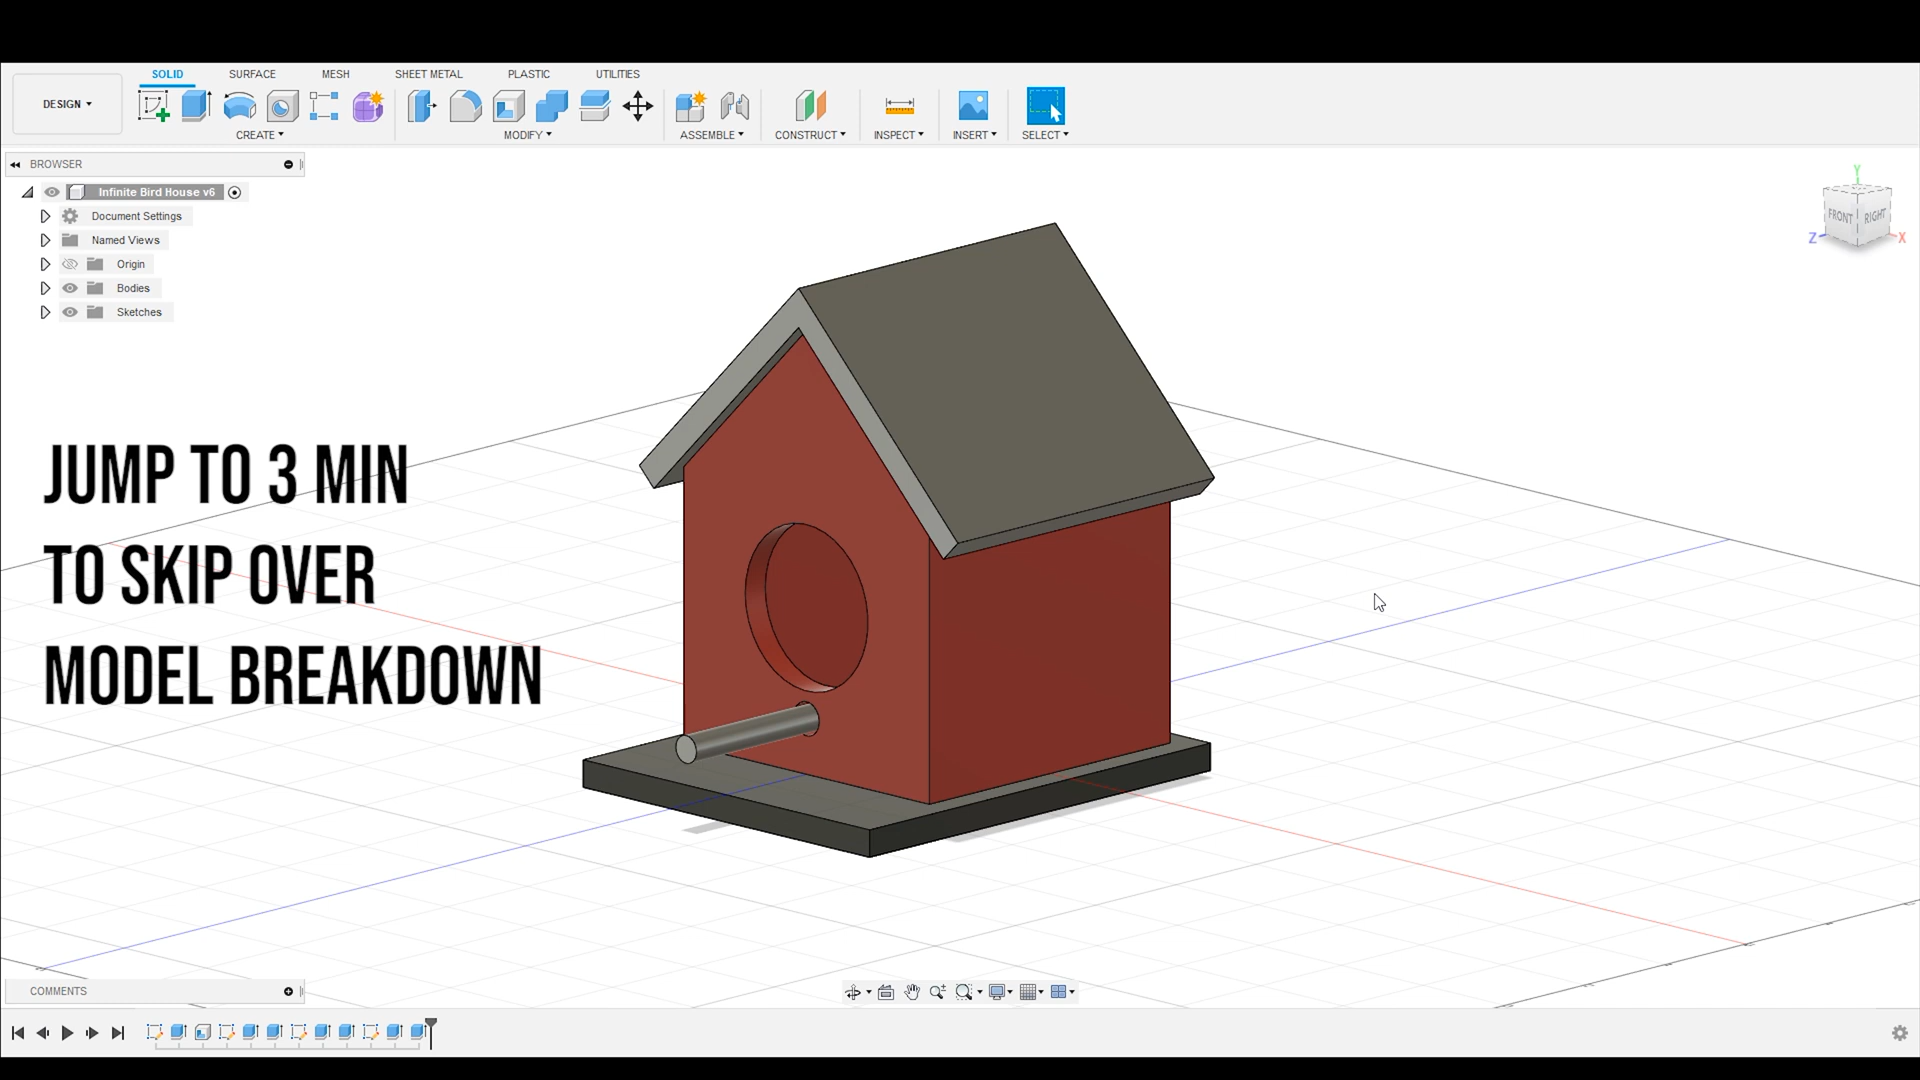 SOLID SURFACE MESH SHEET METAL PLASTIC UTILITIES
DESIGN
CREATE MODIFY ASSEMBLE CONSTRUCT INSPECT INSERT SELECT
BROWSER
Infinite Bird House v6
Document Settings
Named Views
Origin
Bodies
Sketches
Y
FRONT RIGHT
Z X
JUMP TO 3 MIN
TO SKIP OVER
MODEL BREAKDOWN
COMMENTS